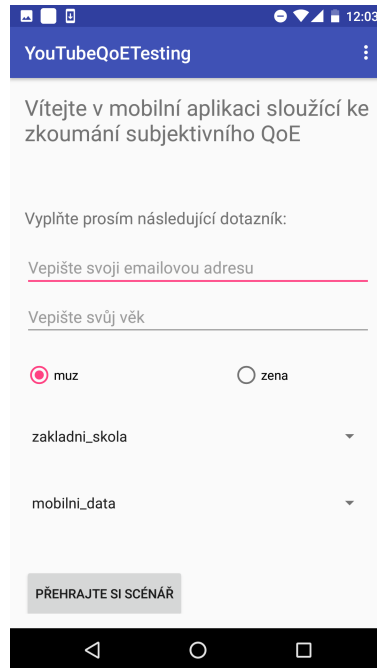 12:03
YouTubeQoETesting
Vítejte v mobilní aplikaci sloužící ke
zkoumání subjektivního QoE
Vyplňte prosím následující dotazník:
Vepište svoji emailovou adresu
Vepište svůj věk
muz
zena
zakladni_skola
mobilni_data
PŘEHRAJTE SI SCÉNÁŘ